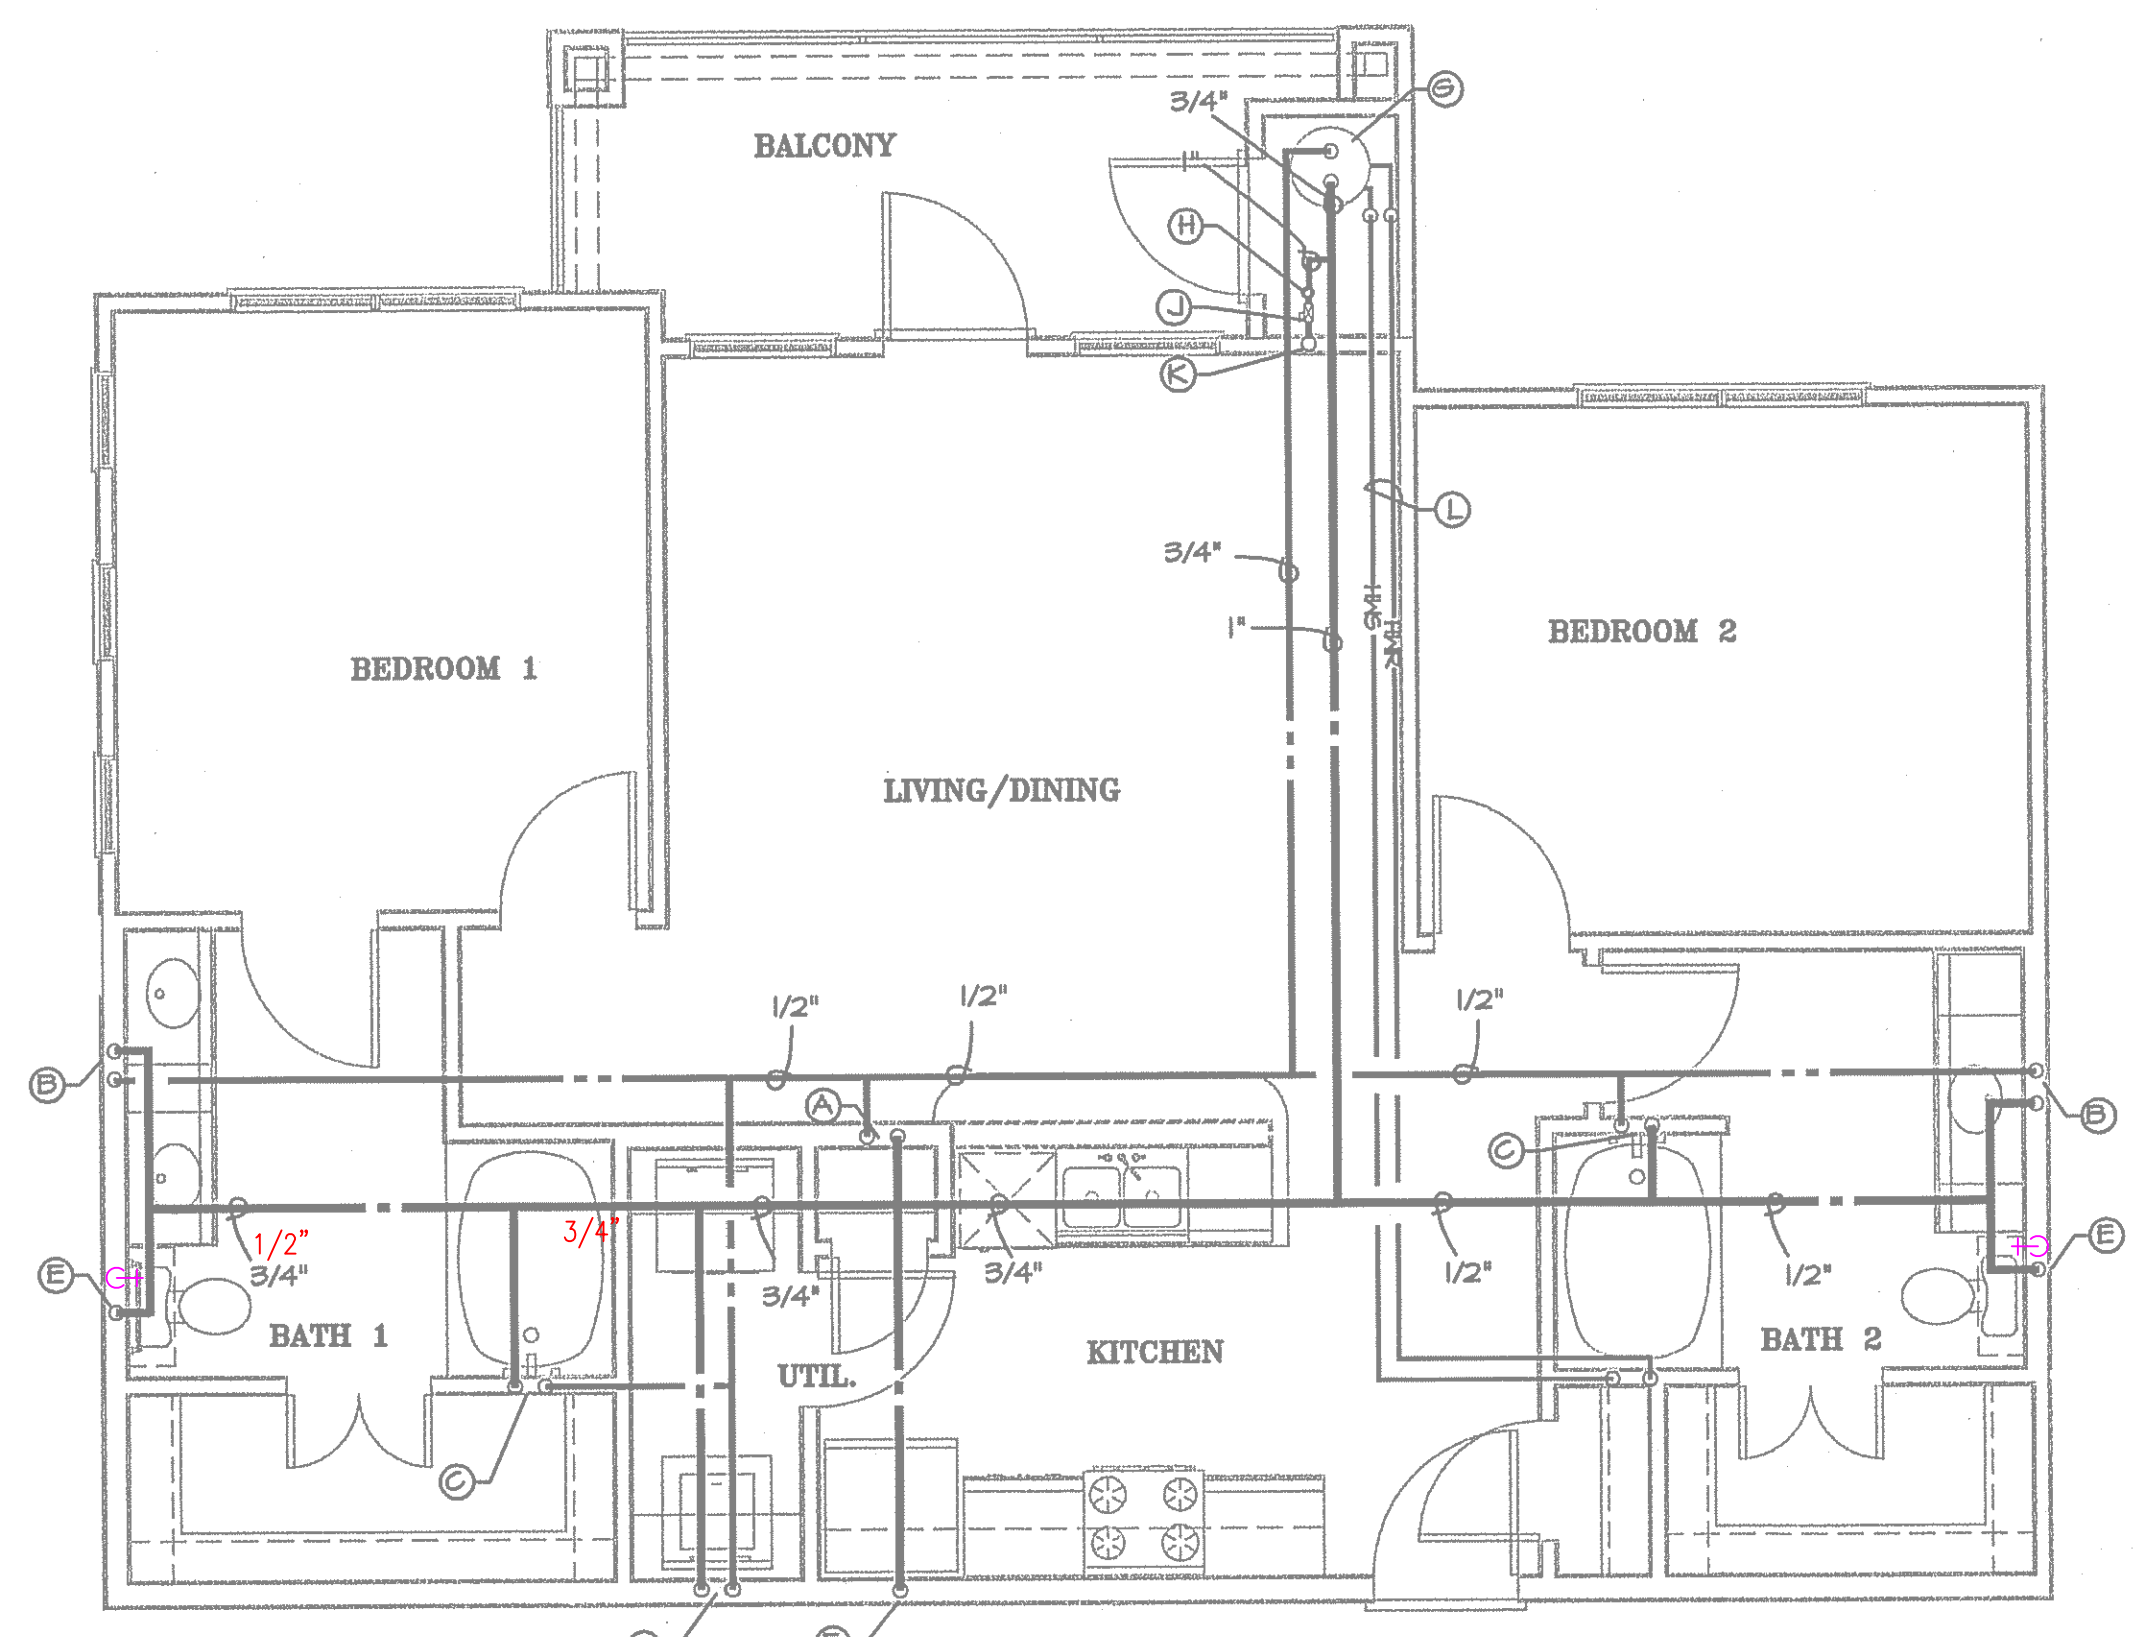 G
3/4"
BALCONY
1"
H
J
K
L
3/4"
1"
HWS
HWR
BEDROOM 2
BEDROOM 1
LIVING/DINING
1/2"
1/2"
1/2"
B
A
B
C
E
1/2"
3/4"
3/4"
3/4"
3/4"
1/2"
1/2"
E
BATH 1
UTIL.
KITCHEN
BATH 2
C